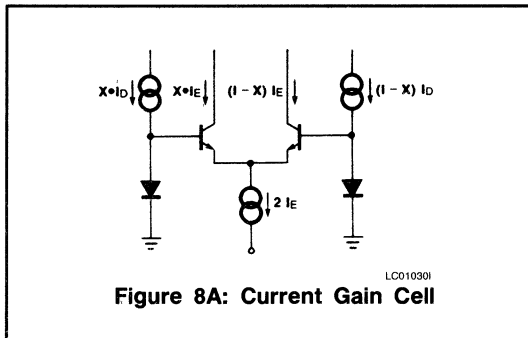 X•ID X•IE (I − X) IE (I − X) ID
2 IE
LC01030I
Figure 8A: Current Gain Cell